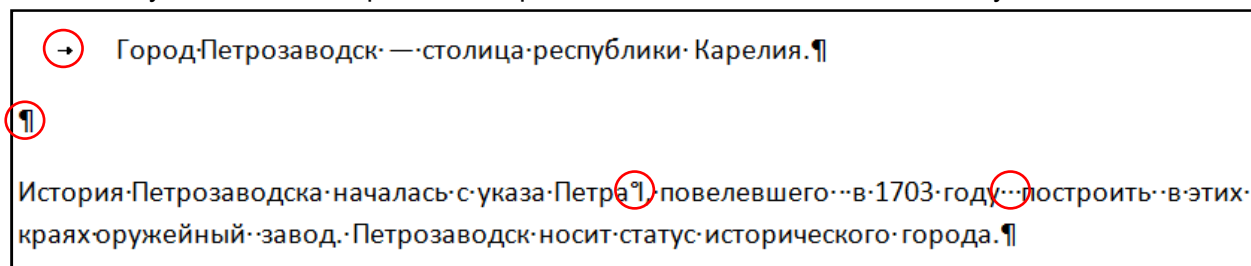 → Город·Петрозаводск·—·столица·республики·Карелия.¶
¶
История·Петрозаводска·началась·с·указа·Петра°I,·повелевшего··в·1703·году···построить··в·этих·
краях·оружейный··завод.·Петрозаводск·носит·статус·исторического·города.¶